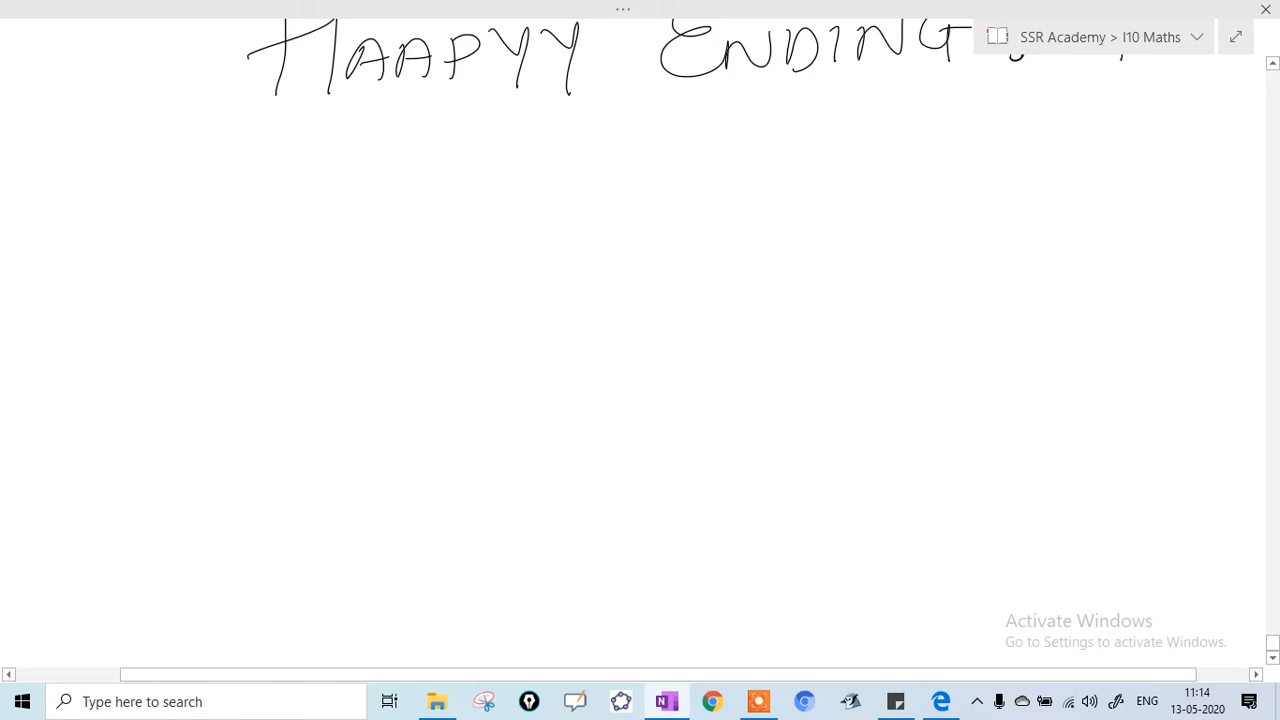 HAAPYY ENDING
SSR Academy > I10 Maths
Activate Windows
Go to Settings to activate Windows.
Type here to search
ENG
11:14
13-05-2020